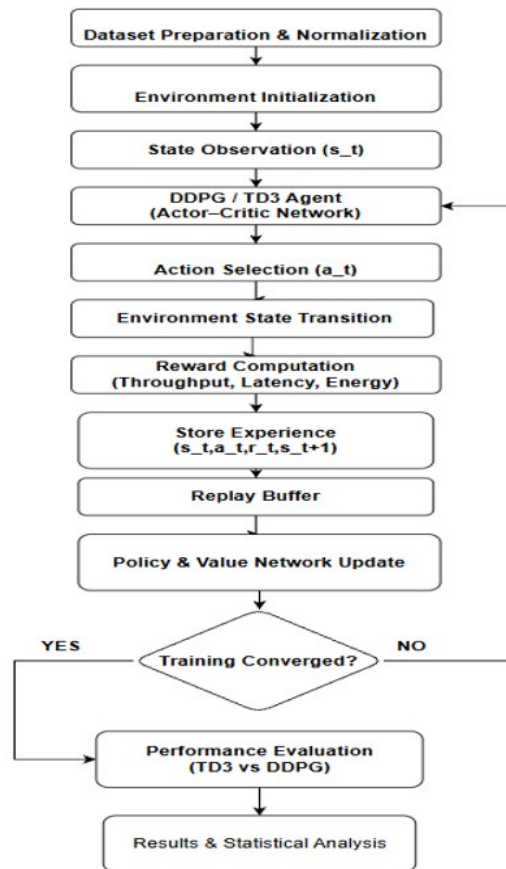 Dataset Preparation & Normalization
Environment Initialization
State Observation (s_t)
DDPG / TD3 Agent
(Actor–Critic Network)
Action Selection (a_t)
Environment State Transition
Reward Computation
(Throughput, Latency, Energy)
Store Experience
(s_t,a_t,r_t,s_t+1)
Replay Buffer
Policy & Value Network Update
YES
Training Converged?
NO
Performance Evaluation
(TD3 vs DDPG)
Results & Statistical Analysis